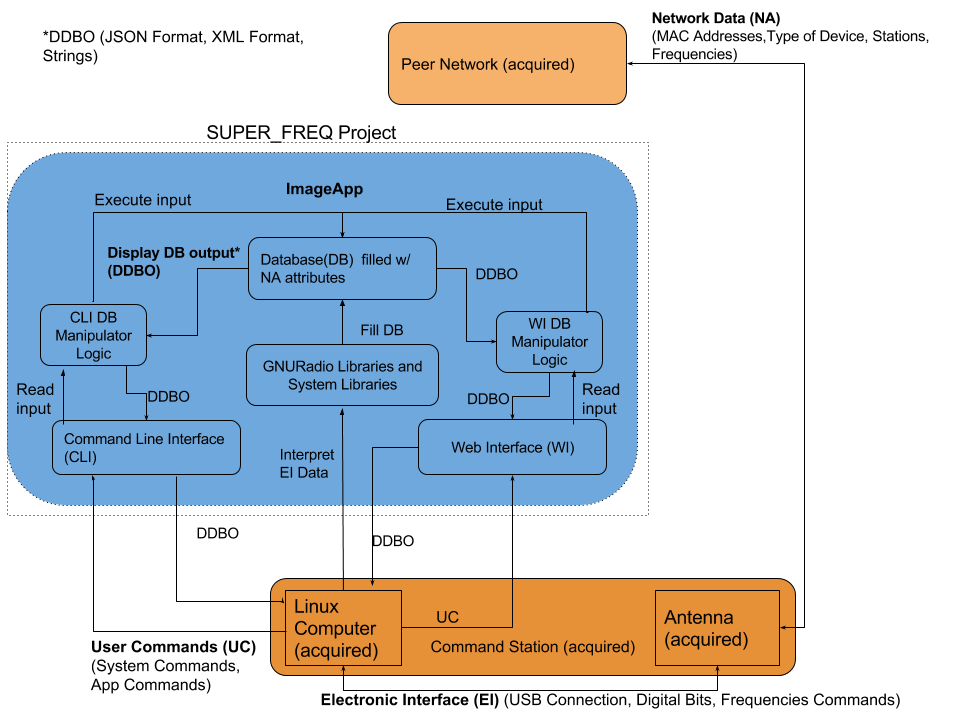 *DDBO (JSON Format, XML Format,
Strings)
Network Data (NA)
(MAC Addresses,Type of Device, Stations,
Frequencies)
Peer Network (acquired)
SUPER_FREQ Project
ImageApp
Execute input
Execute input
Display DB output*
(DDBO)
Database(DB) filled w/
NA attributes
DDBO
CLI DB
Manipulator
Logic
Fill DB
WI DB
Manipulator
Logic
GNURadio Libraries and
System Libraries
Read
input
DDBO
DDBO
Read
input
Command Line Interface
(CLI)
Interpret
EI Data
Web Interface (WI)
DDBO
DDBO
Linux
Computer
(acquired)
UC
Command Station (acquired)
Antenna
(acquired)
User Commands (UC)
(System Commands,
App Commands)
Electronic Interface (EI) (USB Connection, Digital Bits, Frequencies Commands)